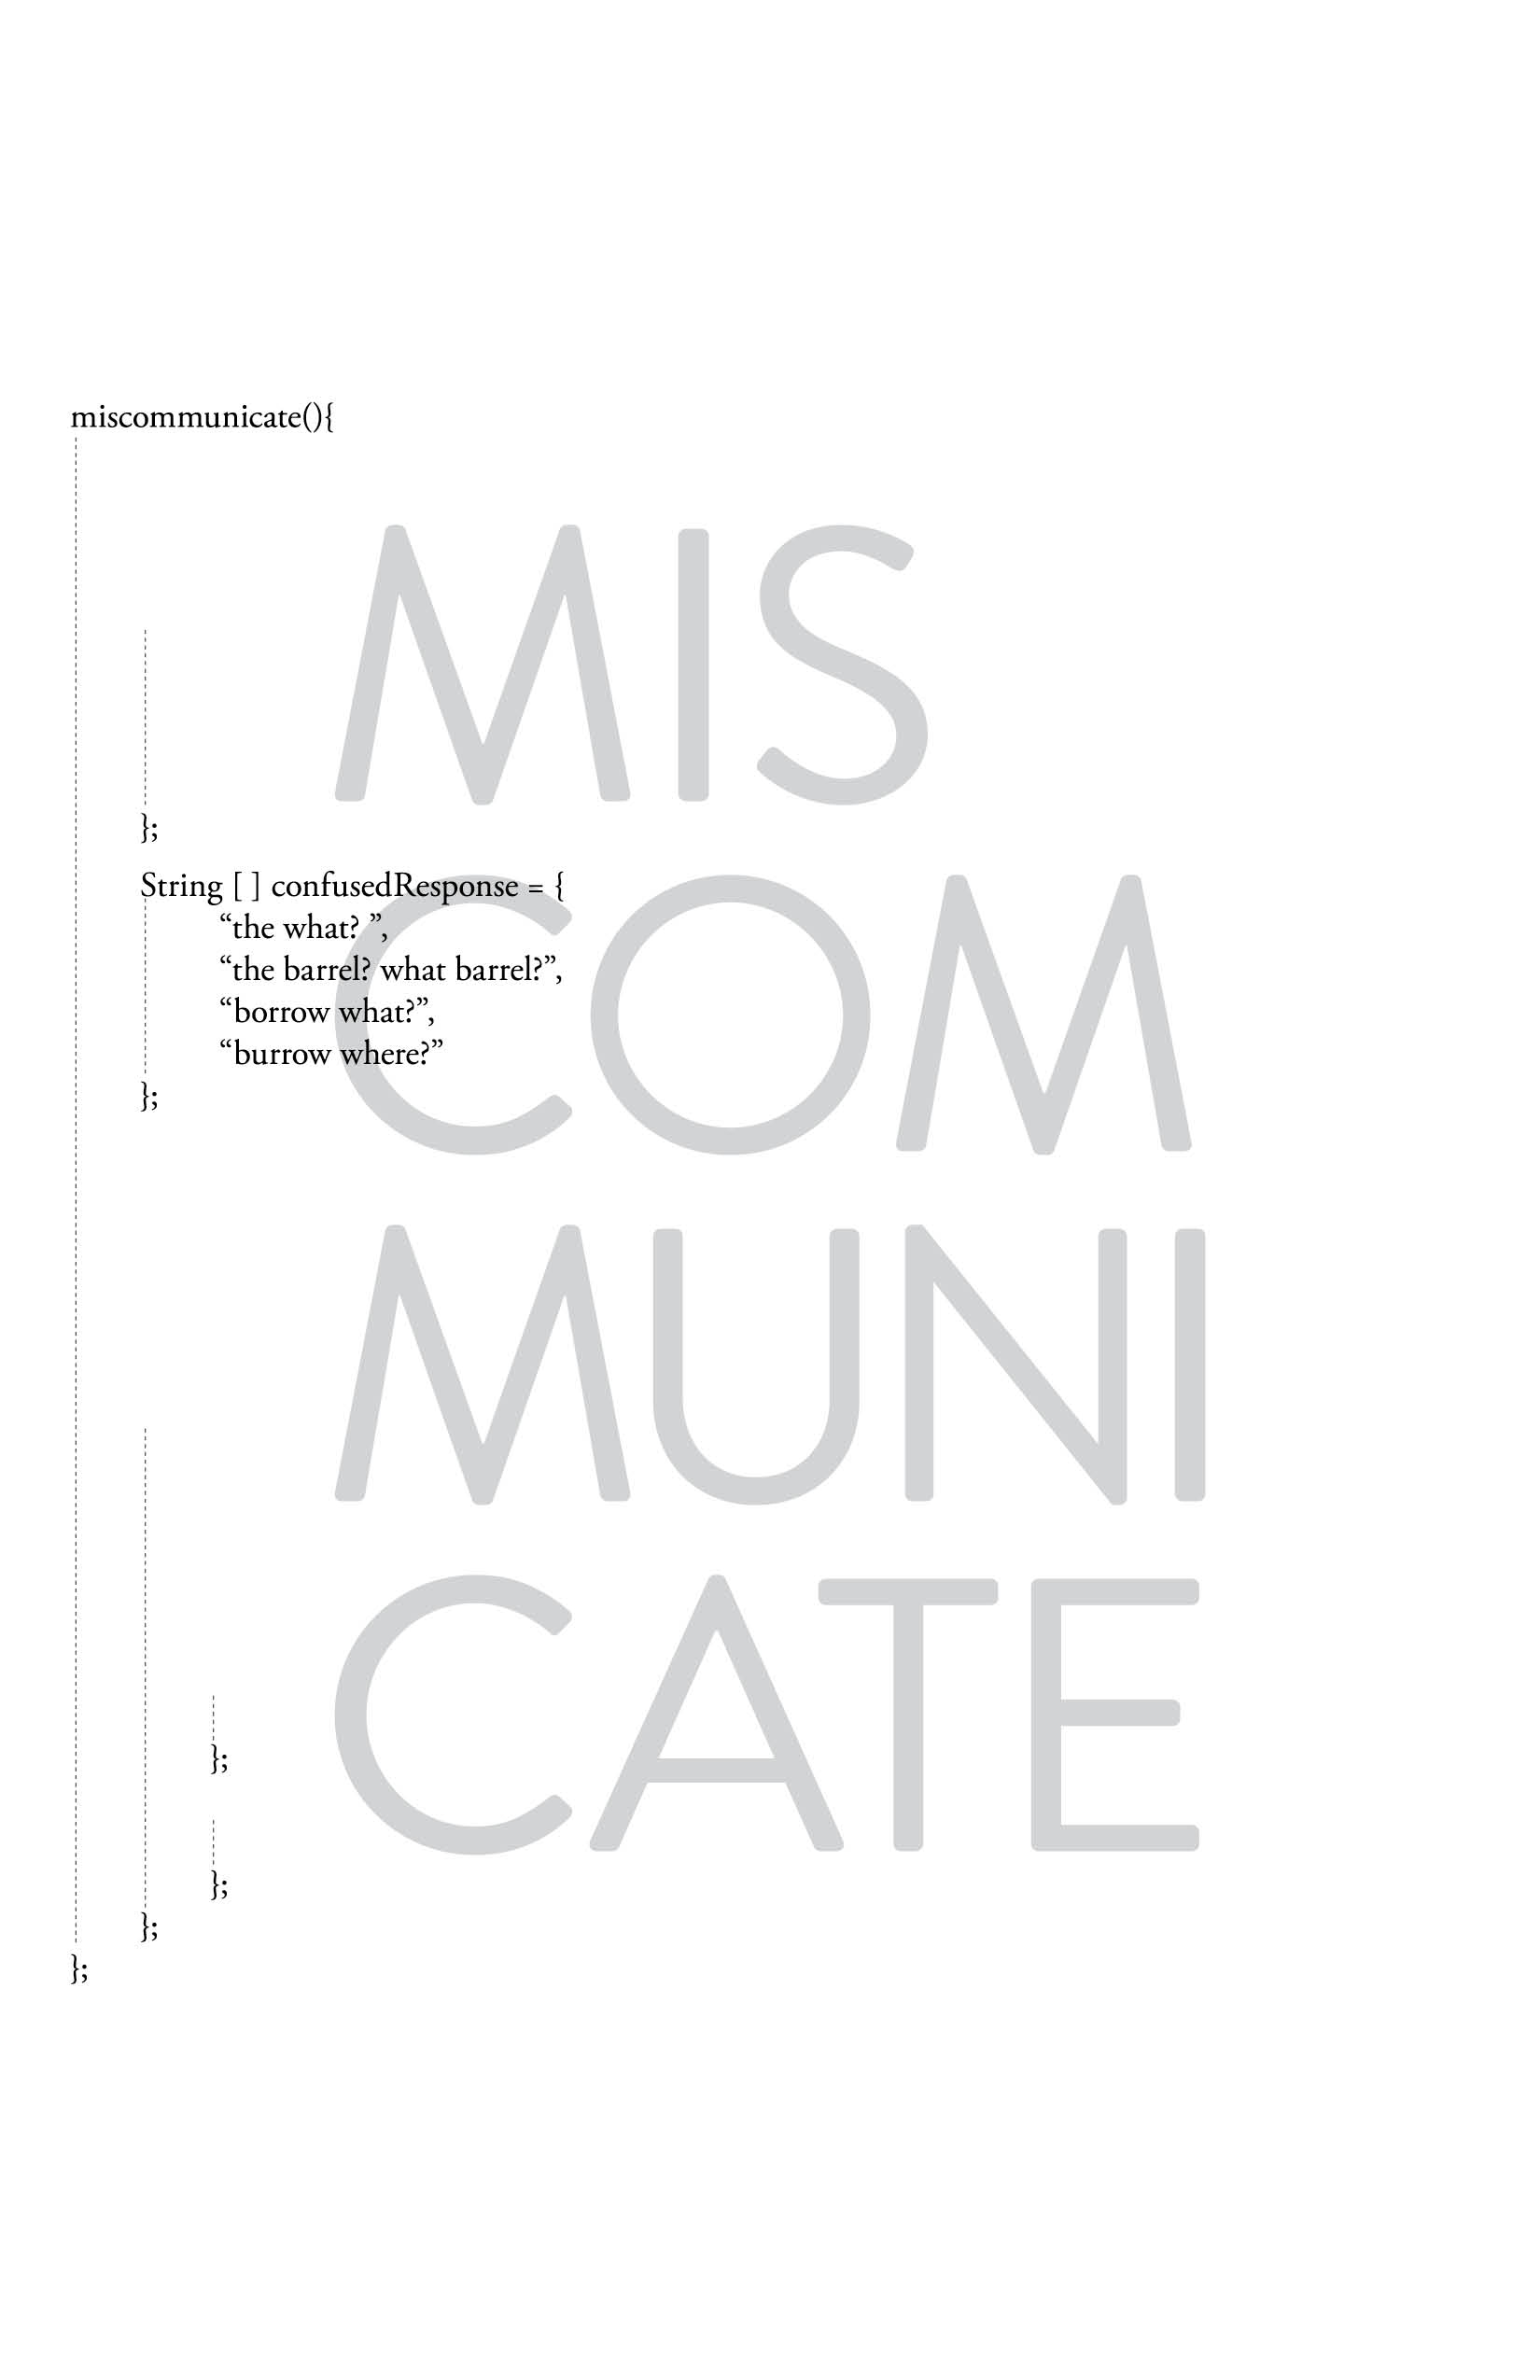 miscommunicate(){
MIS
};
String [ ] confusedResponse = {
“the what? ”,
“the barrel? what barrel?”,
“borrow what?”,
“burrow where?”
};
COM
MUNI
CATE
};
};
};
};